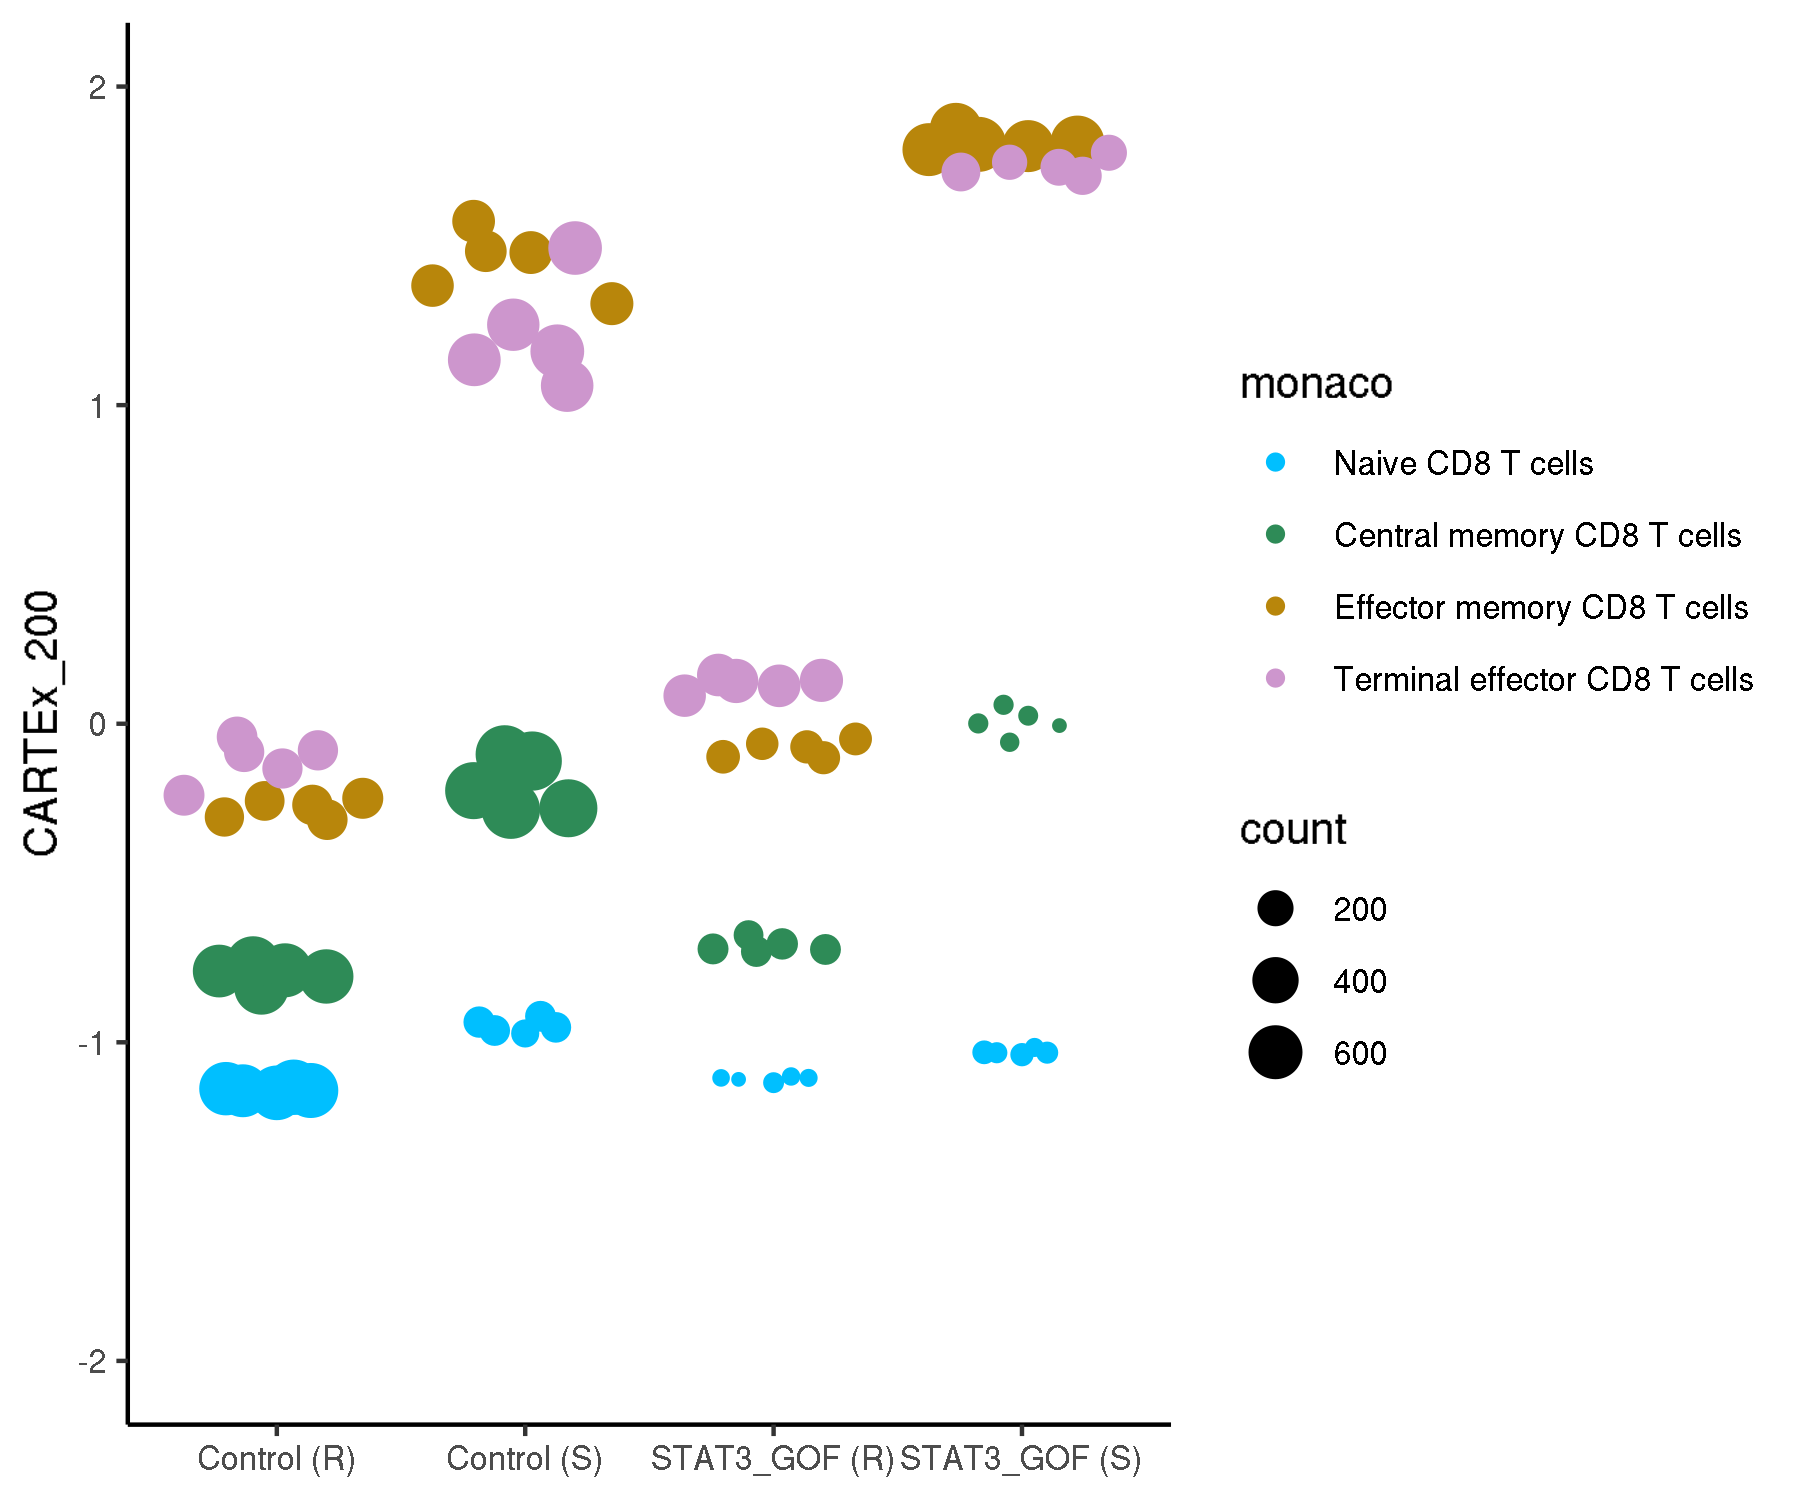 CARTEx_200
2
1
0
-1
-2
Control (R)
Control (S)
STAT3_GOF (R)
STAT3_GOF (S)
monaco
Naive CD8 T cells
Central memory CD8 T cells
Effector memory CD8 T cells
Terminal effector CD8 T cells
count
200
400
600